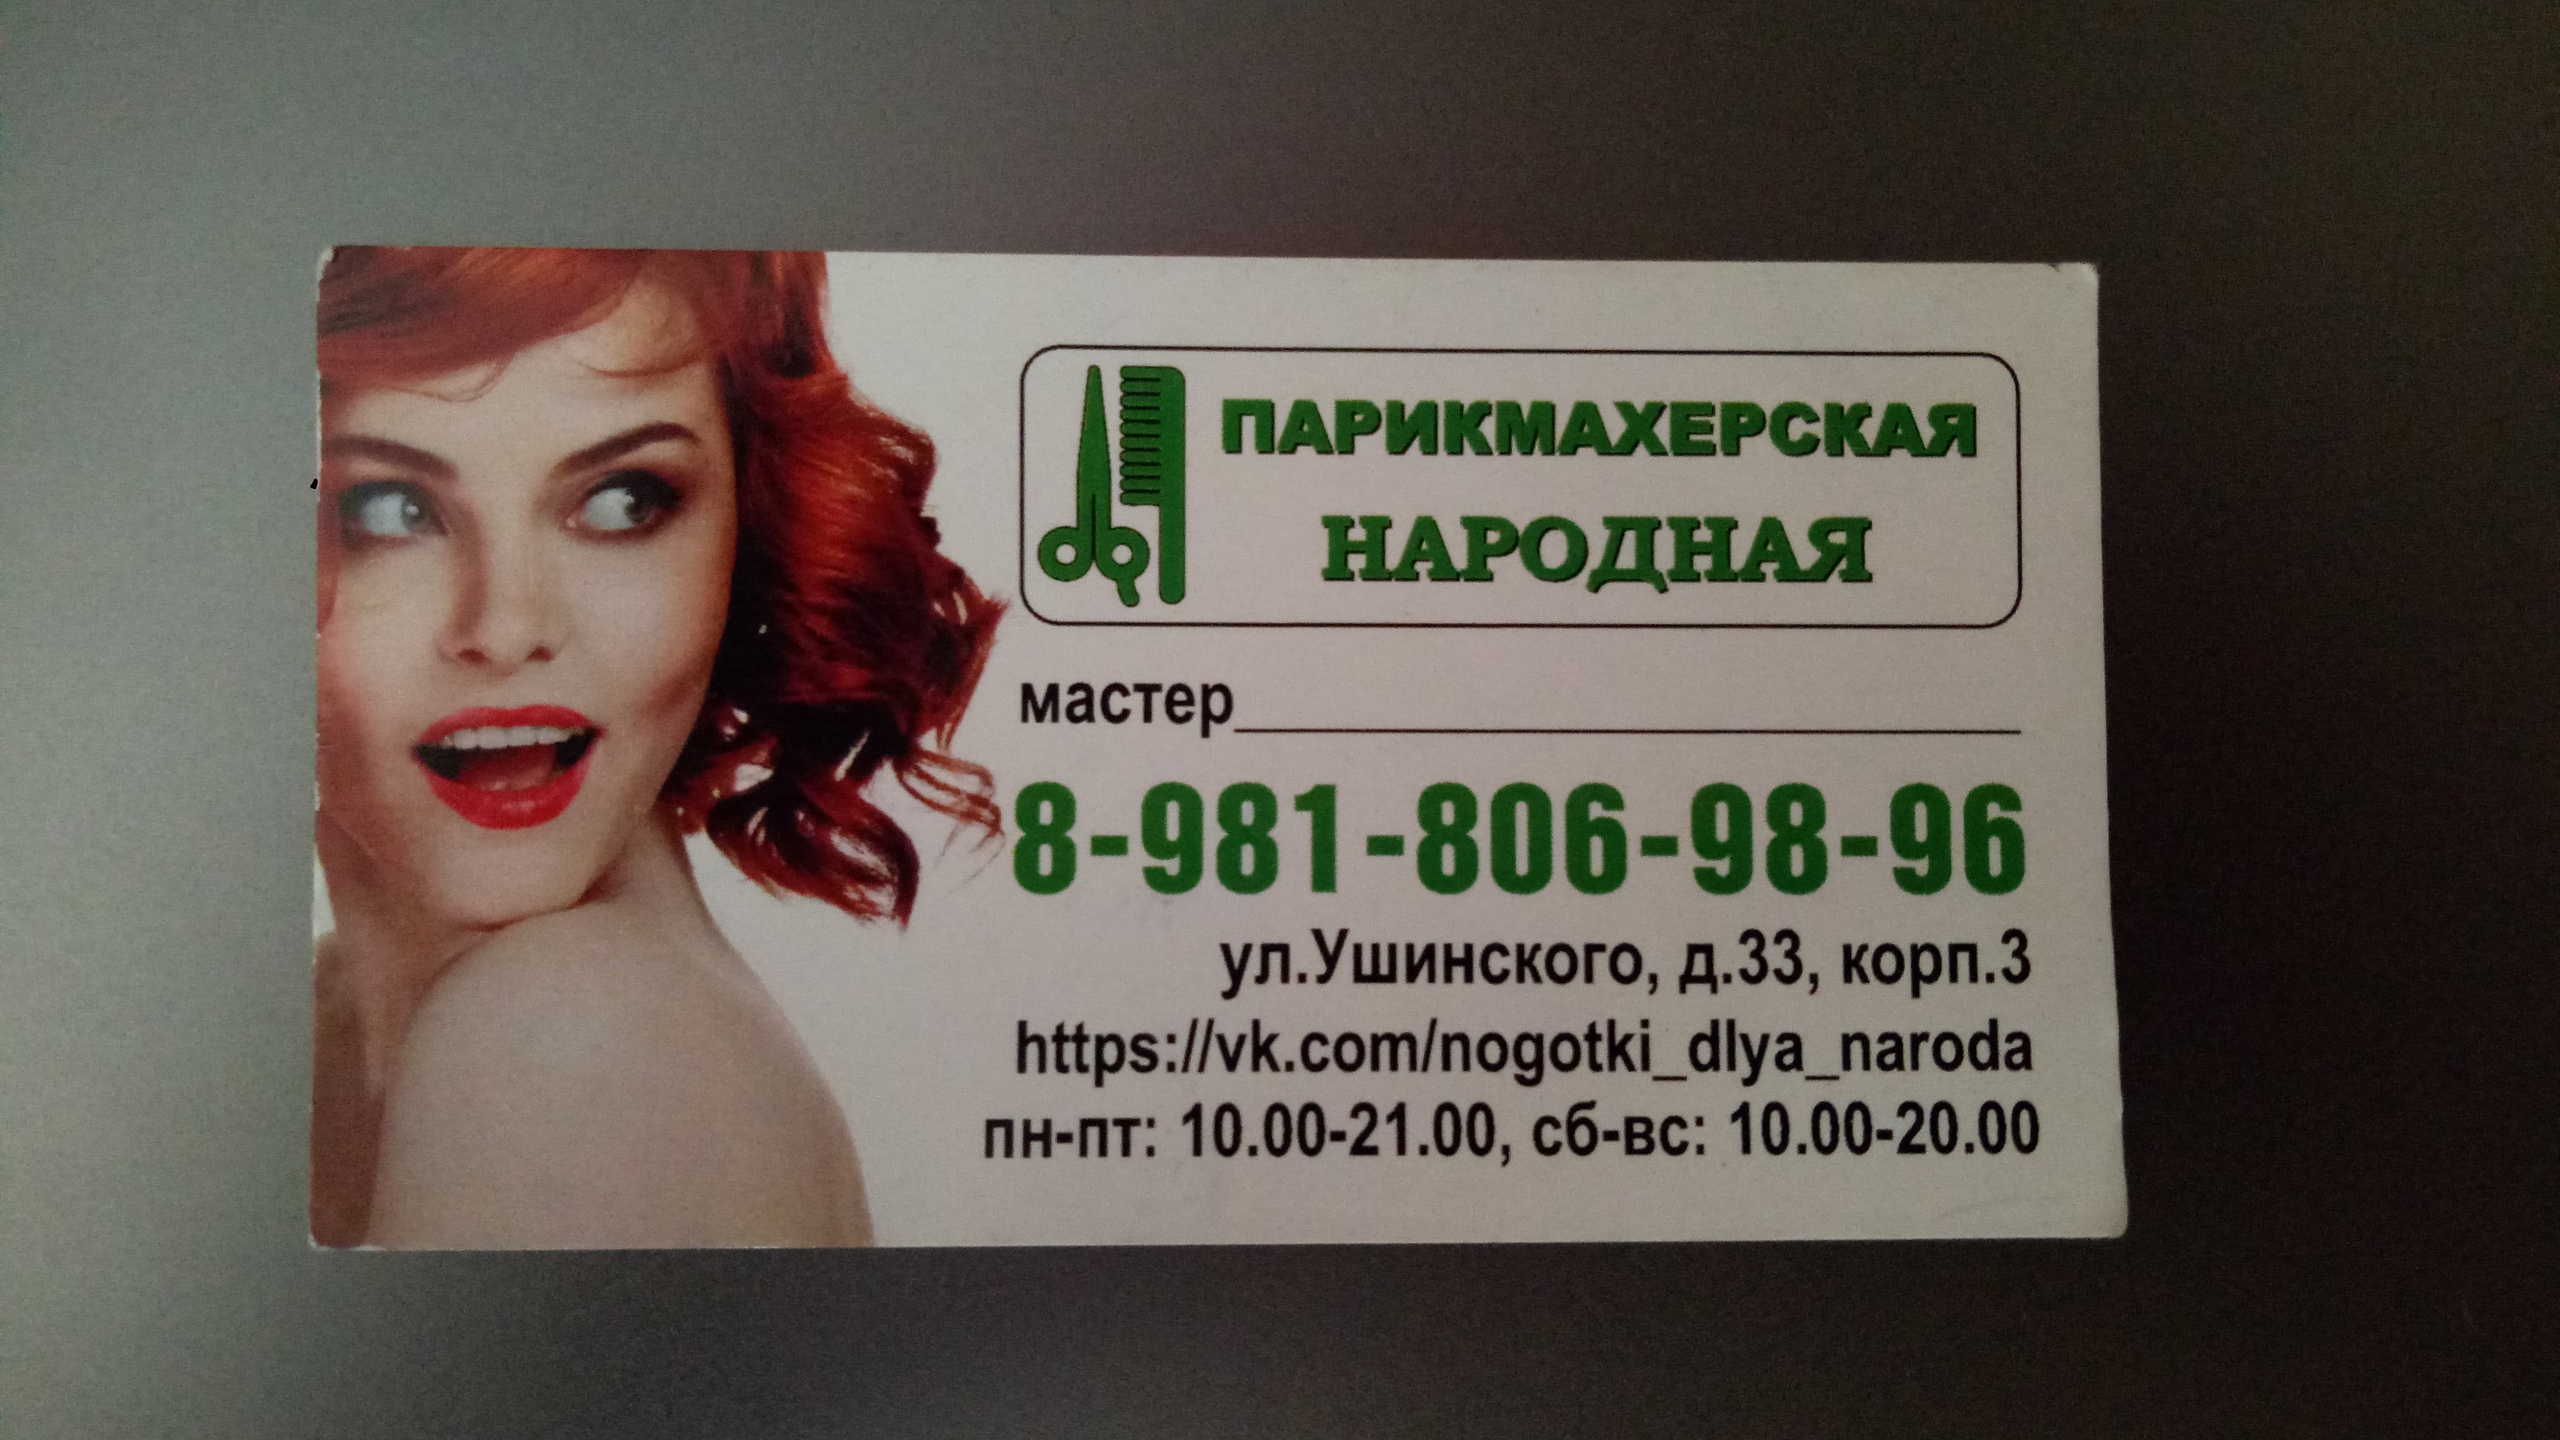 ПАРИКМАХЕРСКАЯ
НАРОДНАЯ
мастер
8-981-806-98-96
ул.Ушинского, д.33, корп.3
https://vk.com/nogotki_dlya_naroda
пн-пт: 10.00-21.00, сб-вс: 10.00-20.00